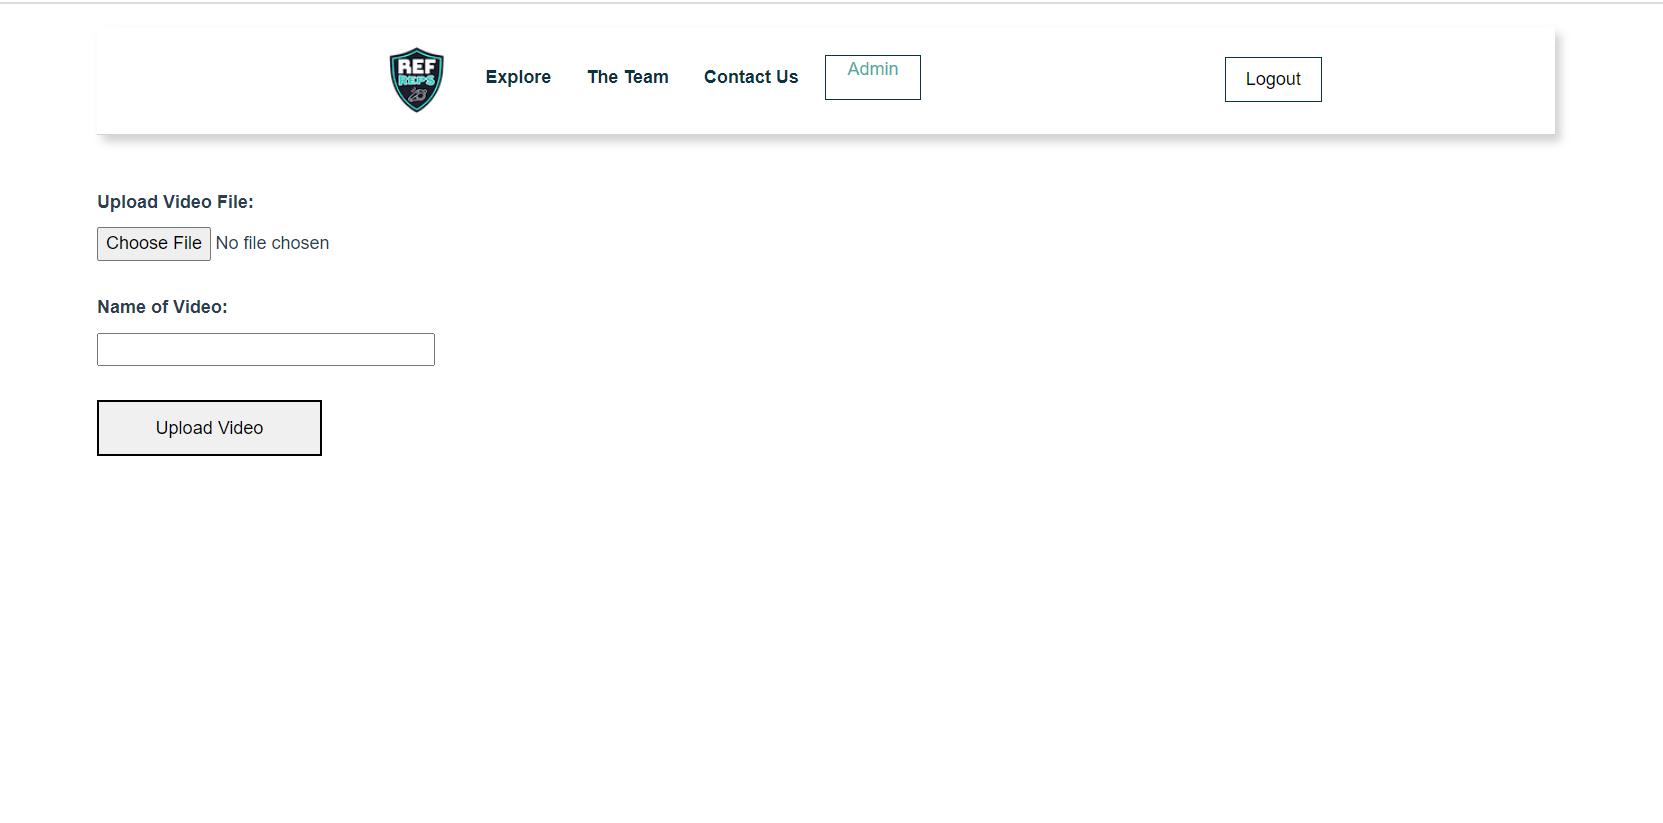 REF
REPS
Explore The Team Contact Us Admin Logout
Upload Video File:
Choose File No file chosen
Name of Video:
Upload Video